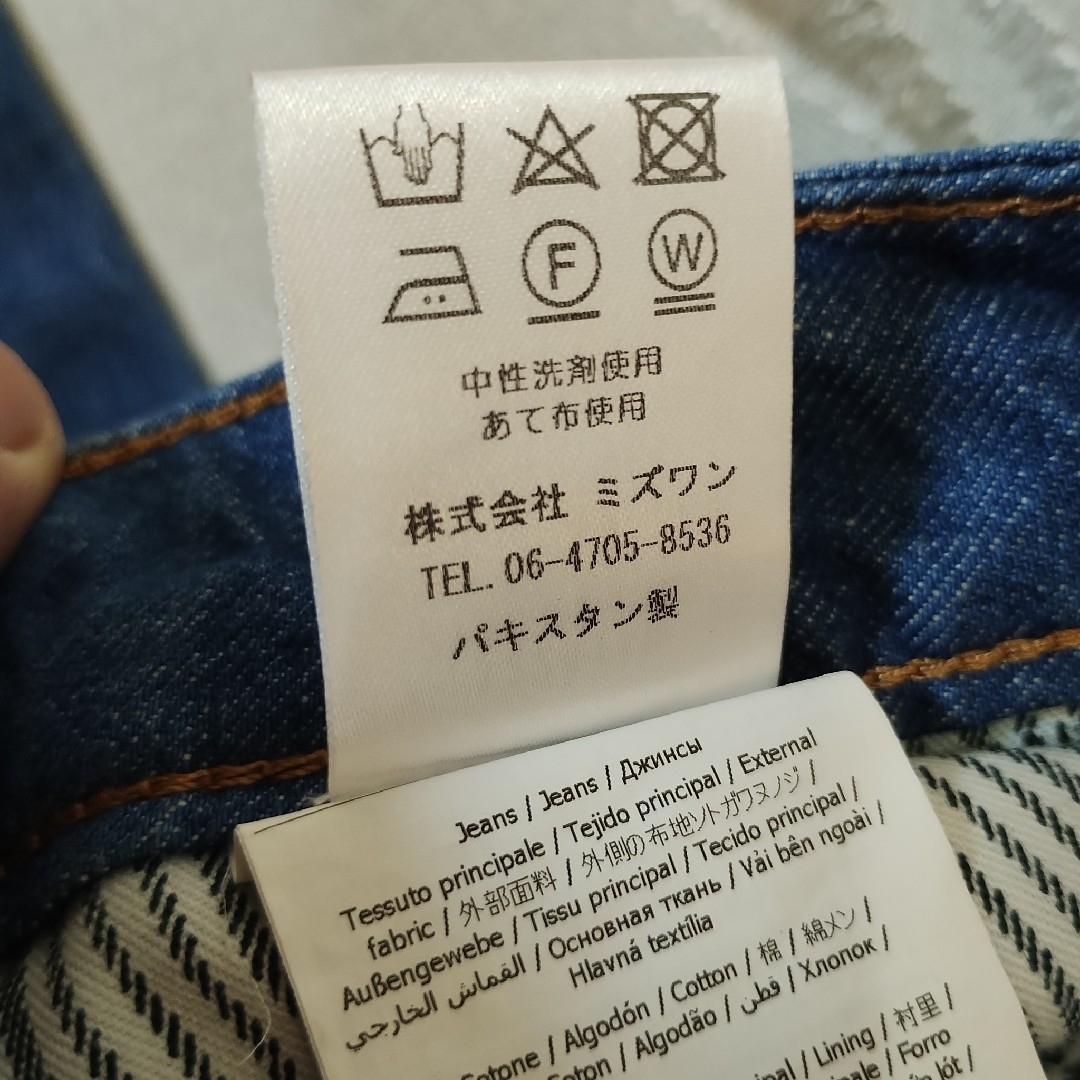 F W
中性洗剤使用
あて布使用
株式会社 ミズワン
TEL. 06-4705-8536
パキスタン製
Jeans / Jeans / Джинсы
Tessuto principale / Tejido principal / External
fabric / 外部面料 / 外側の布地ソトガワヌノジ /
Außengewebe / Tissu principal / Tecido principal /
القماش الخارجي / Основная ткань / Vải bên ngoài /
Hlavná textília
Cotone / Algodón / Cotton / 棉 / 綿メン /
Coton / Algodão / قطن / Хлопок /
/ Lining / 衬里 /
/ Forro
lót /